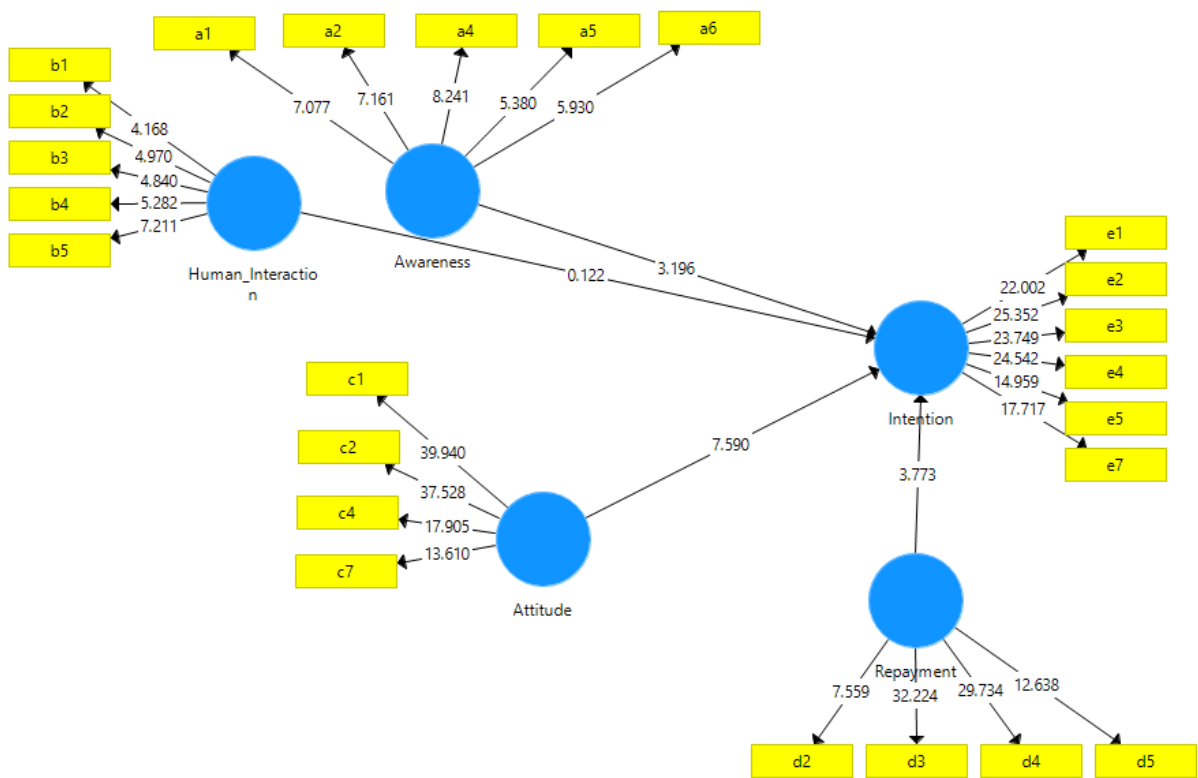 a1
a2
a4
a5
a6
b1
b2
b3
b4
b5
7.077
7.161
8.241
5.380
5.930
4.168
4.970
4.840
5.282
7.211
Human_Interactio
n
Awareness
3.196
0.122
e1
e2
e3
e4
e5
e7
22.002
25.352
23.749
24.542
14.959
17.717
Intention
c1
c2
c4
c7
39.940
37.528
17.905
13.610
7.590
3.773
Attitude
Repayment
7.559
32.224
29.734
12.638
d2
d3
d4
d5